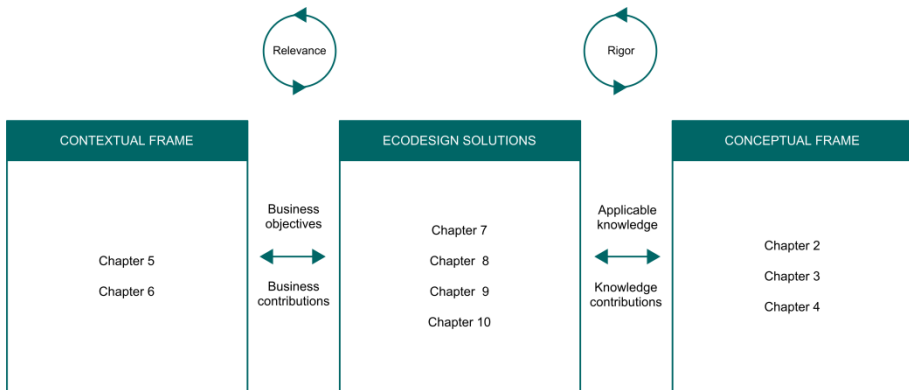 Relevance
Rigor
CONTEXTUAL FRAME
ECODESIGN SOLUTIONS
CONCEPTUAL FRAME
Chapter 5
Chapter 6
Business
objectives
Business
contributions
Chapter 7
Chapter 8
Chapter 9
Chapter 10
Applicable
knowledge
Knowledge
contributions
Chapter 2
Chapter 3
Chapter 4